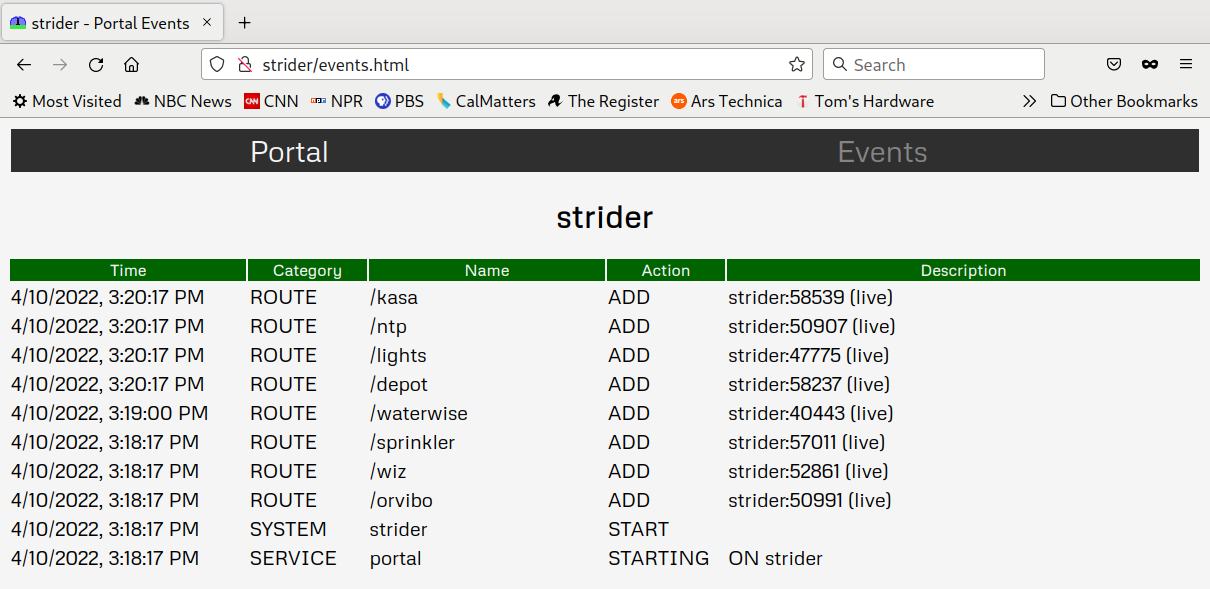 strider - Portal Events
strider/events.html Search
Most Visited NBC News CNN CNN NPR NPR PBS CalMatters The Register ars Ars Technica Tom's Hardware Other Bookmarks
Portal Events
strider
Time Category Name Action Description
4/10/2022, 3:20:17 PM ROUTE /kasa ADD strider:58539 (live)
4/10/2022, 3:20:17 PM ROUTE /ntp ADD strider:50907 (live)
4/10/2022, 3:20:17 PM ROUTE /lights ADD strider:47775 (live)
4/10/2022, 3:20:17 PM ROUTE /depot ADD strider:58237 (live)
4/10/2022, 3:19:00 PM ROUTE /waterwise ADD strider:40443 (live)
4/10/2022, 3:18:17 PM ROUTE /sprinkler ADD strider:57011 (live)
4/10/2022, 3:18:17 PM ROUTE /wiz ADD strider:52861 (live)
4/10/2022, 3:18:17 PM ROUTE /orvibo ADD strider:50991 (live)
4/10/2022, 3:18:17 PM SYSTEM strider START
4/10/2022, 3:18:17 PM SERVICE portal STARTING ON strider